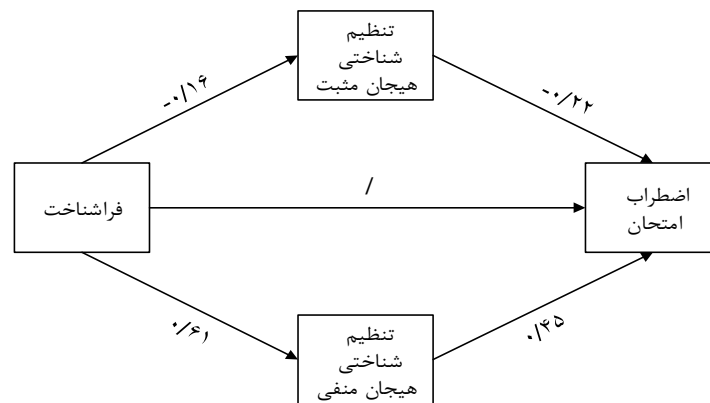 تنظیم
شناختی
هیجان مثبت
-۰/۱۶
-۰/۲۲
فراشناخت
/
اضطراب
امتحان
۰/۶۱
۰/۴۵
تنظیم
شناختی
هیجان منفی